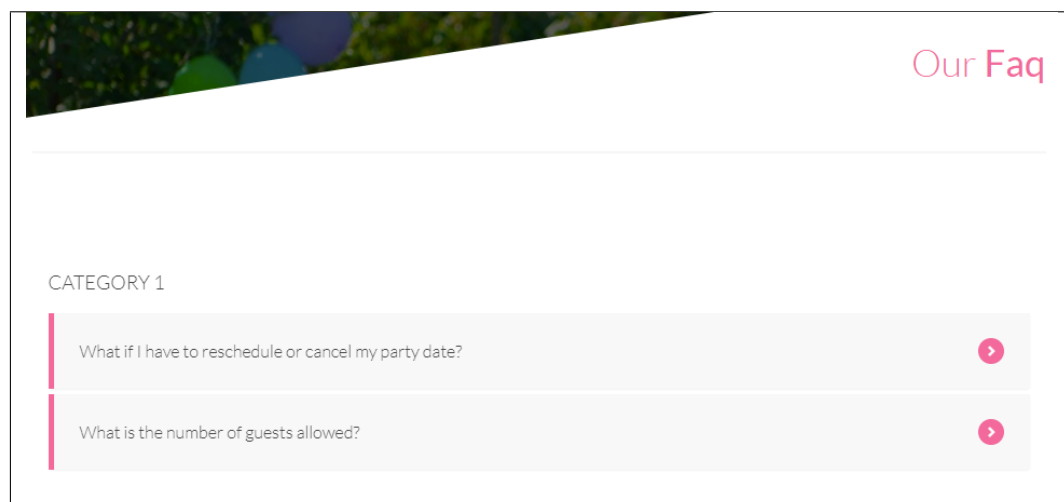 Our Faq
CATEGORY 1
What if I have to reschedule or cancel my party date?
What is the number of guests allowed?